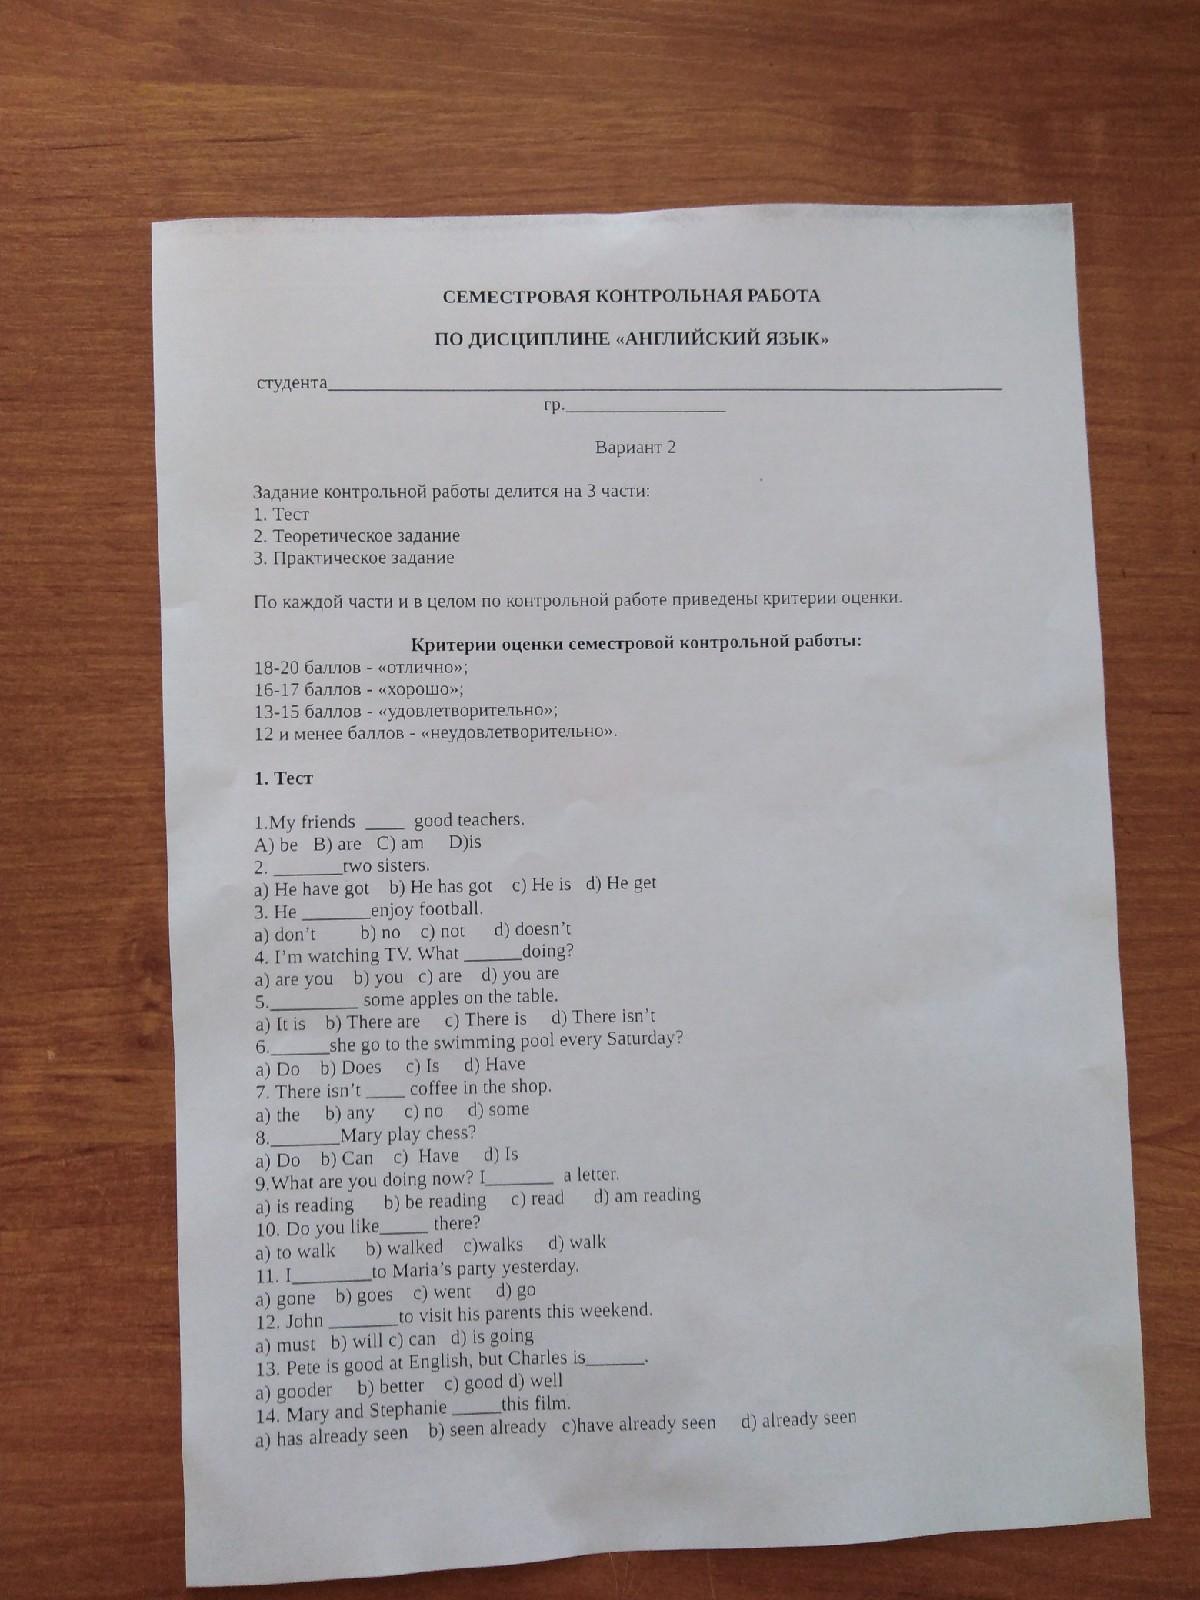 СЕМЕСТРОВАЯ КОНТРОЛЬНАЯ РАБОТА
ПО ДИСЦИПЛИНЕ «АНГЛИЙСКИЙ ЯЗЫК»
студента____________________
гр.________________
Вариант 2
Задание контрольной работы делится на 3 части:
1. Тест
2. Теоретическое задание
3. Практическое задание
По каждой части и в целом по контрольной работе приведены критерии оценки.
Критерии оценки семестровой контрольной работы:
18-20 баллов - «отлично»;
16-17 баллов - «хорошо»;
13-15 баллов - «удовлетворительно»;
12 и менее баллов - «неудовлетворительно».
1. Тест
1.My friends ____ good teachers.
A) be B) are C) am D)is
2. _______two sisters.
a) He have got b) He has got c) He is d) He get
3. He _______enjoy football.
a) don't b) no c) not d) doesn't
4. I'm watching TV. What ______doing?
a) are you b) you c) are d) you are
5._________ some apples on the table.
a) It is b) There are c) There is d) There isn't
6.______she go to the swimming pool every Saturday?
a) Do b) Does c) Is d) Have
7. There isn't ____ coffee in the shop.
a) the b) any c) no d) some
8._______Mary play chess?
a) Do b) Can c) Have d) Is
9.What are you doing now? I_______ a letter.
a) is reading b) be reading c) read d) am reading
10. Do you like_____ there?
a) to walk b) walked c)walks d) walk
11. I________to Maria's party yesterday.
a) gone b) goes c) went d) go
12. John _______to visit his parents this weekend.
a) must b) will c) can d) is going
13. Pete is good at English, but Charles is______.
a) gooder b) better c) good d) well
14. Mary and Stephanie _____this film.
a) has already seen b) seen already c)have already seen d) already seen